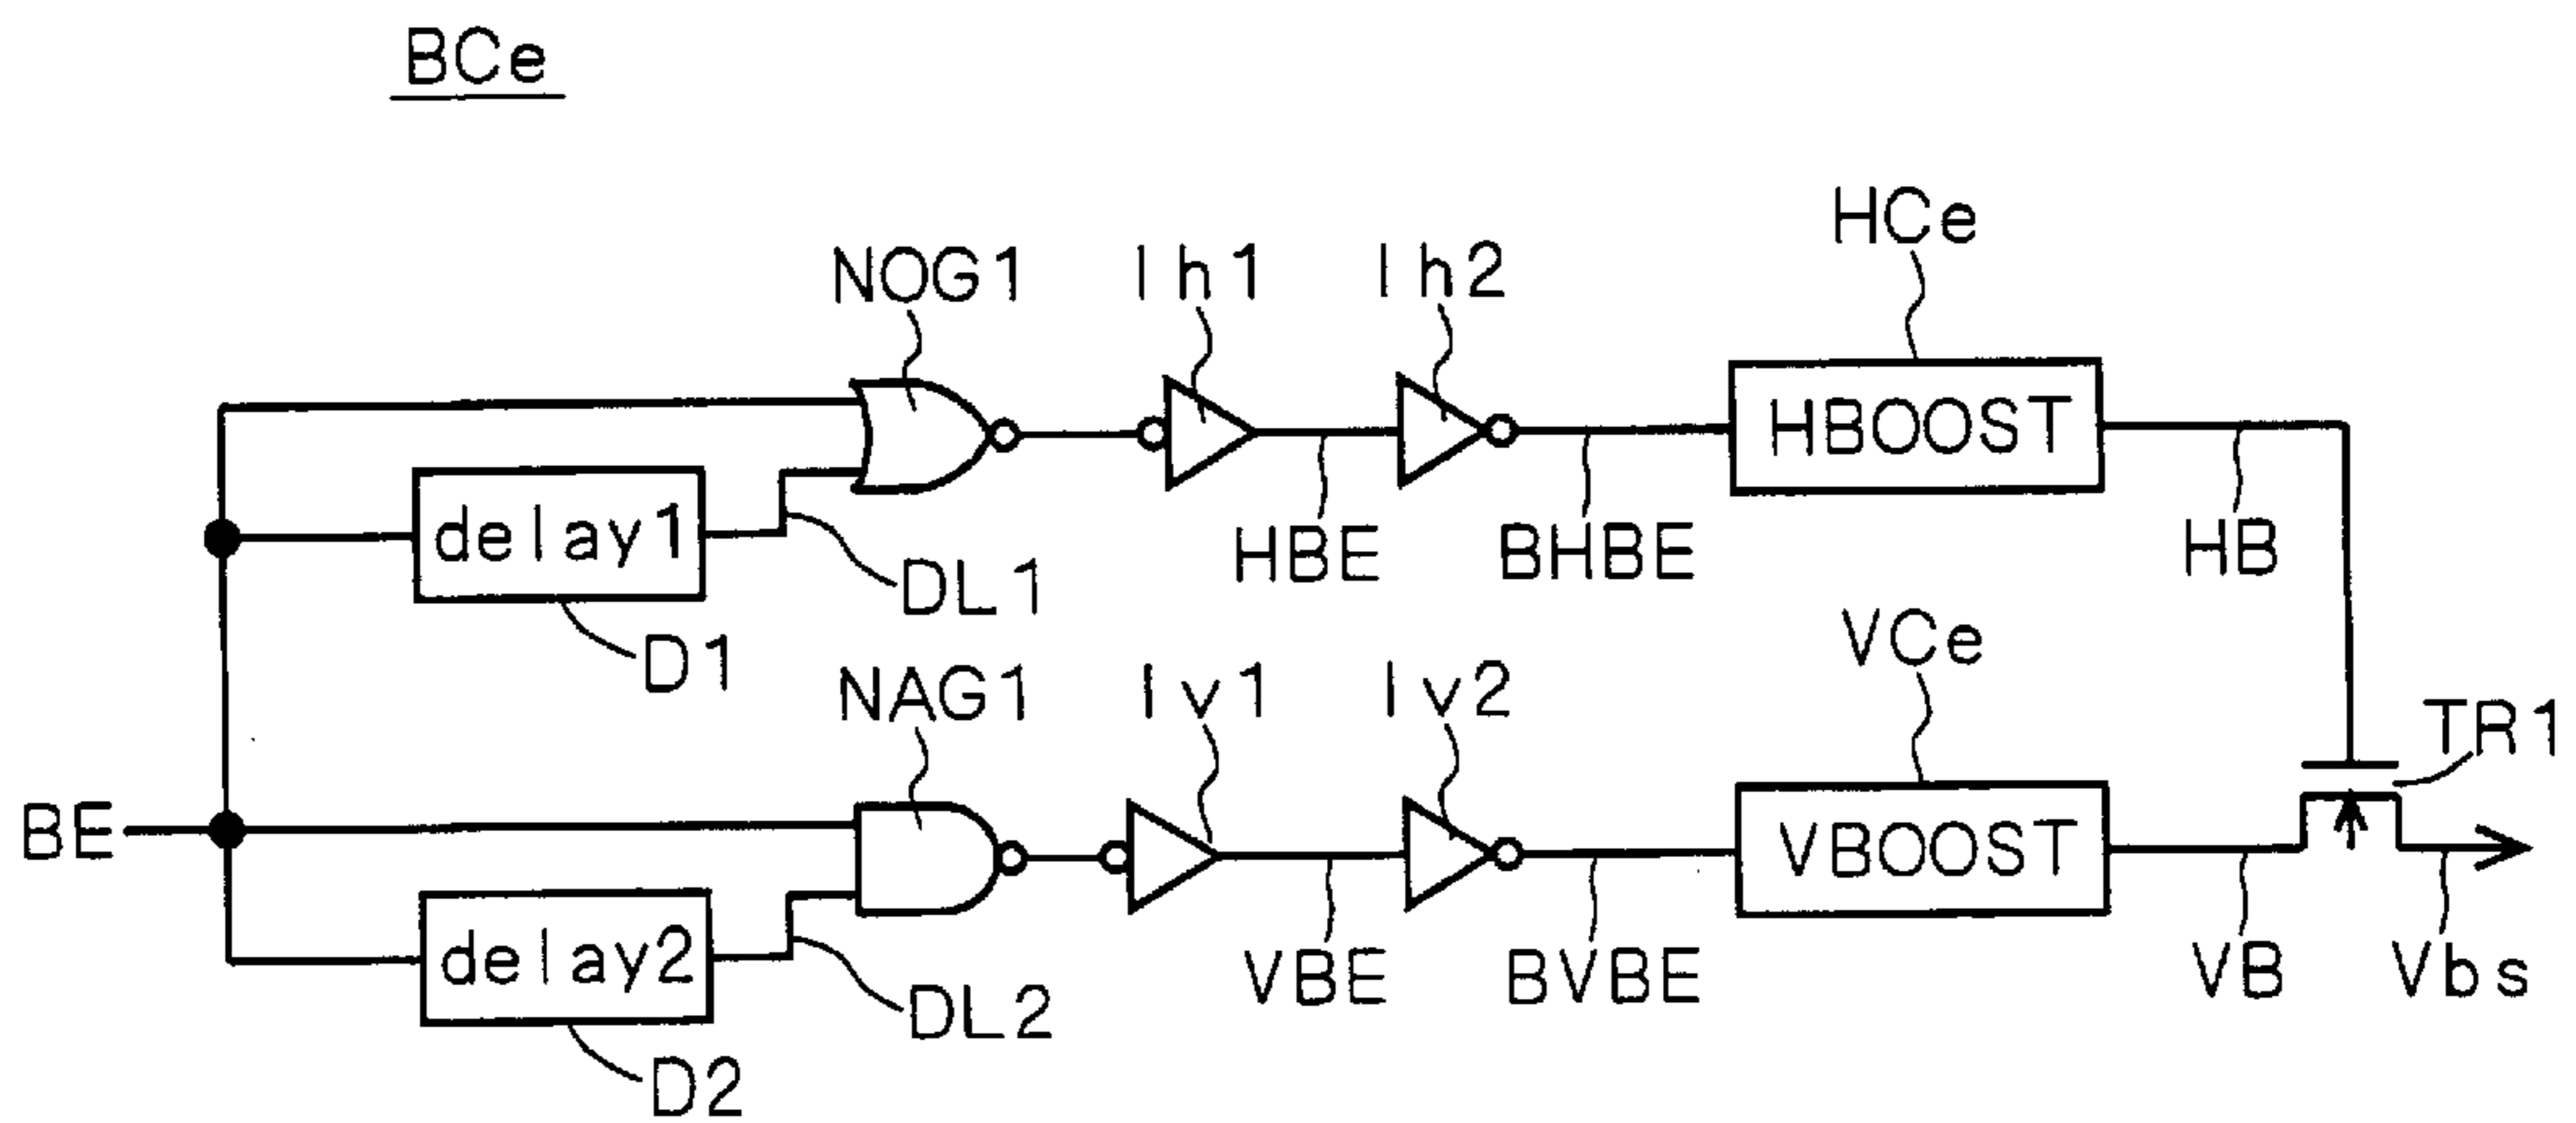 BCe
HCe
NOG1
Ih1
Ih2
HBOOST
delay1
HBE
BHBE
HB
DL1
D1
VCe
NAG1
Iv1
Iv2
TR1
BE
VBOOST
delay2
VBE
BVBE
VB
Vbs
DL2
D2